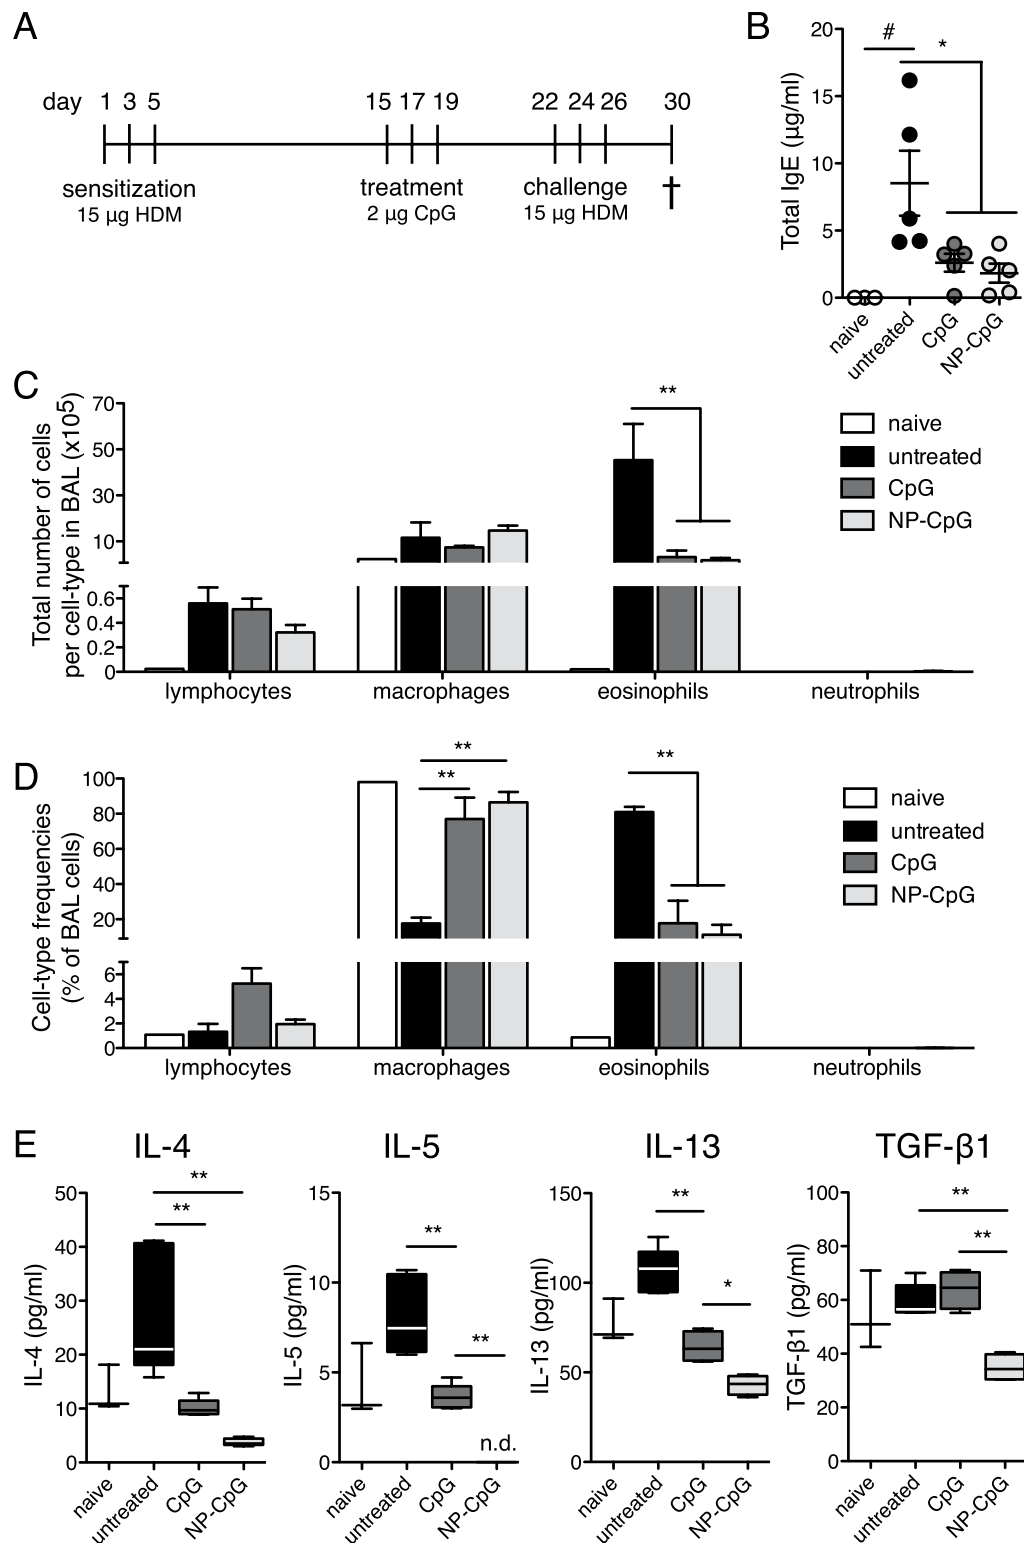 A
day 1 3 5 15 17 19 22 24 26 30
sensitization treatment challenge †
15 µg HDM 2 µg CpG 15 µg HDM
B
Total IgE (µg/ml)
20
15
10
5
0
# *
naive untreated CpG NP-CpG
C
Total number of cells
per cell-type in BAL (x10⁵)
70
50
30
10
0.6
0.4
0.2
0
**
naive
untreated
CpG
NP-CpG
lymphocytes macrophages eosinophils neutrophils
D
Cell-type frequencies
(% of BAL cells)
100
80
60
40
20
6
4
2
0
**
**
**
naive
untreated
CpG
NP-CpG
lymphocytes macrophages eosinophils neutrophils
E
IL-4
IL-4 (pg/ml)
50
40
30
20
10
0
**
**
naive untreated CpG NP-CpG
IL-5
IL-5 (pg/ml)
15
10
5
0
**
**
n.d.
naive untreated CpG NP-CpG
IL-13
IL-13 (pg/ml)
150
100
50
0
**
*
naive untreated CpG NP-CpG
TGF-β1
TGF-β1 (pg/ml)
100
80
60
40
20
0
**
**
naive untreated CpG NP-CpG